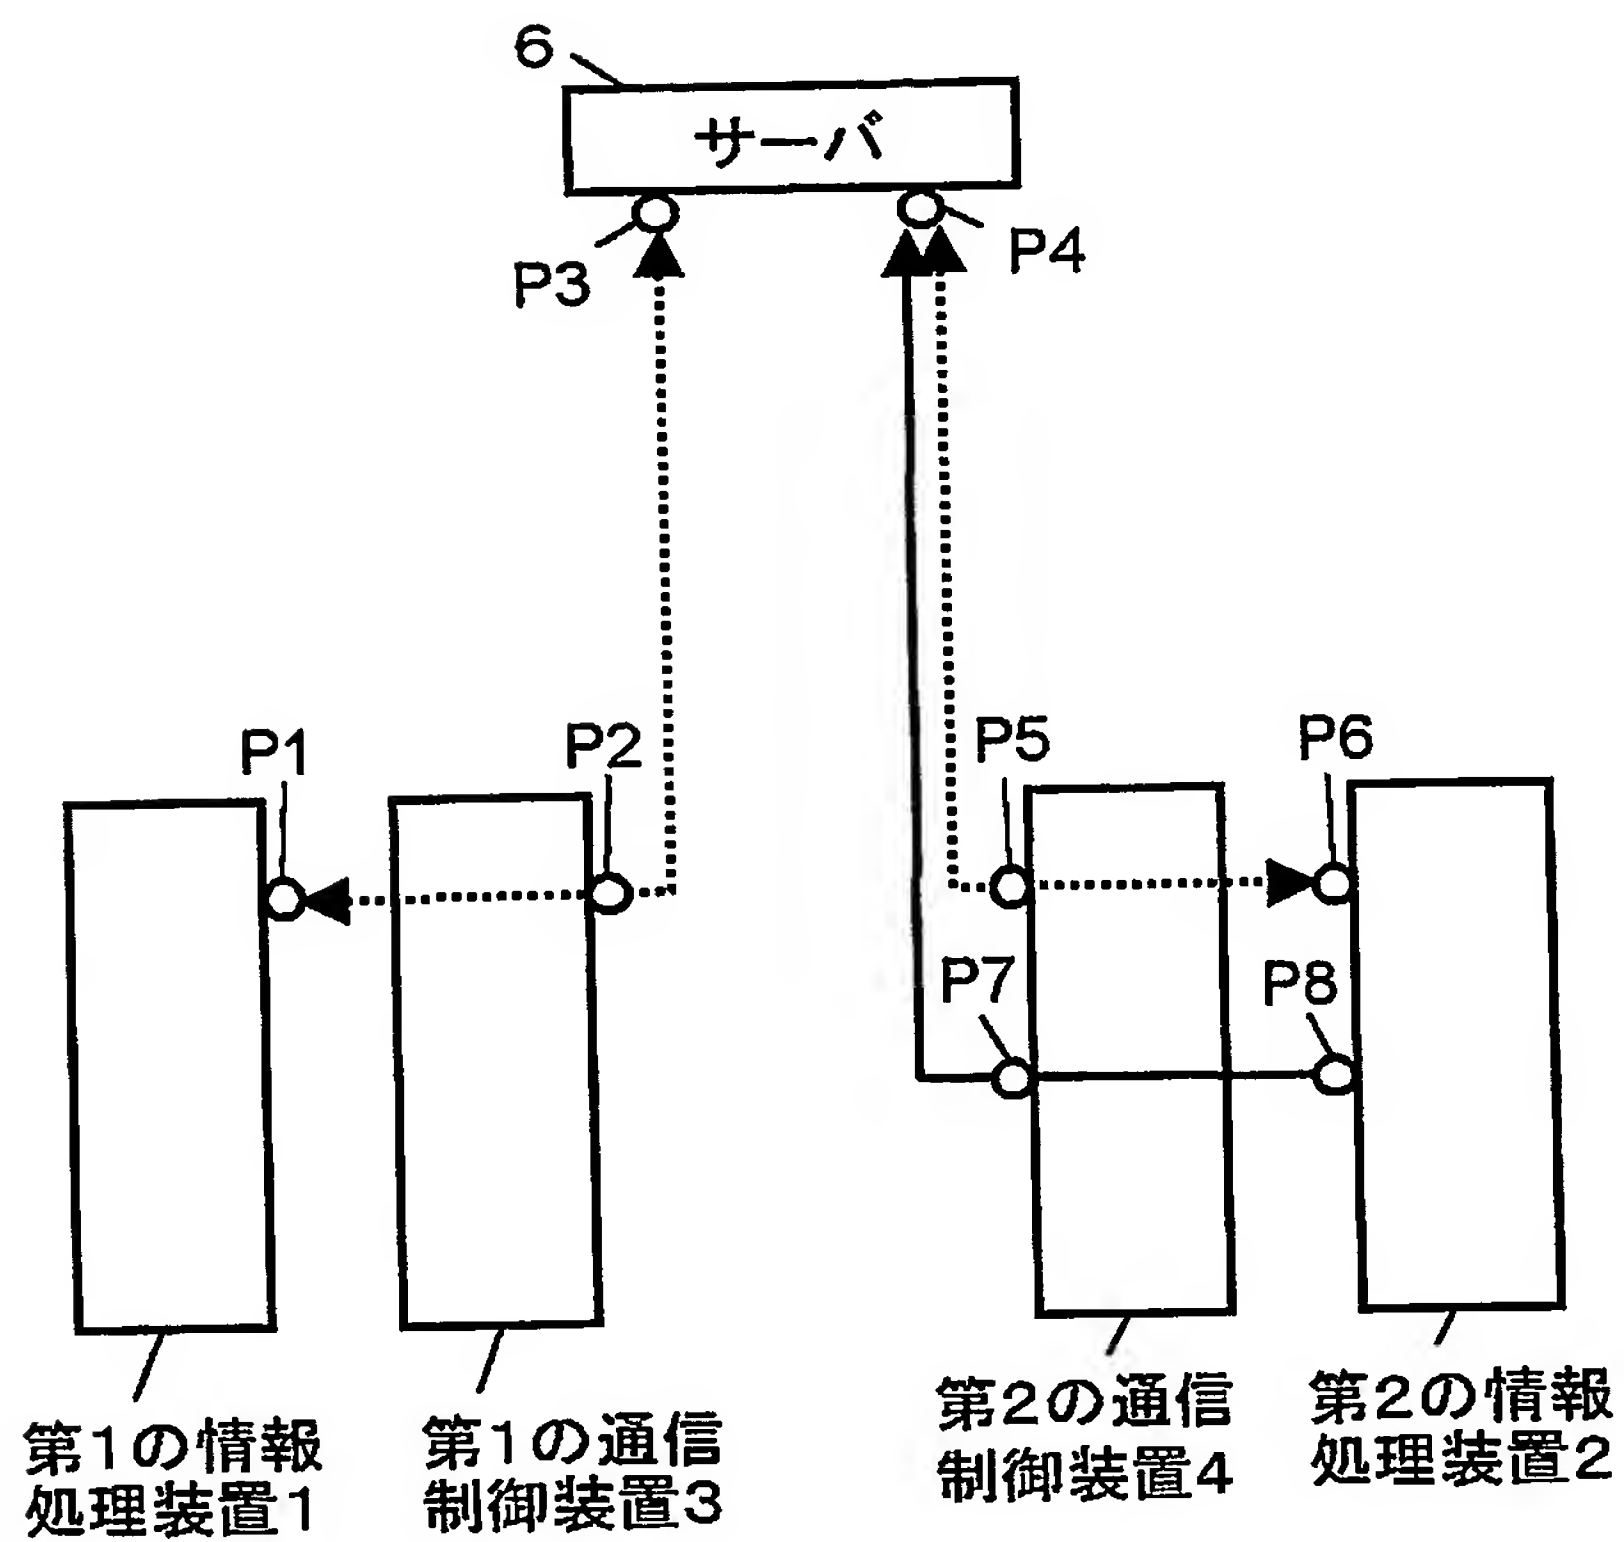 6
サーバ
P3
P4
P1
P2
P5
P6
P7
P8
第1の情報
処理装置1
第1の通信
制御装置3
第2の通信
制御装置4
第2の情報
処理装置2